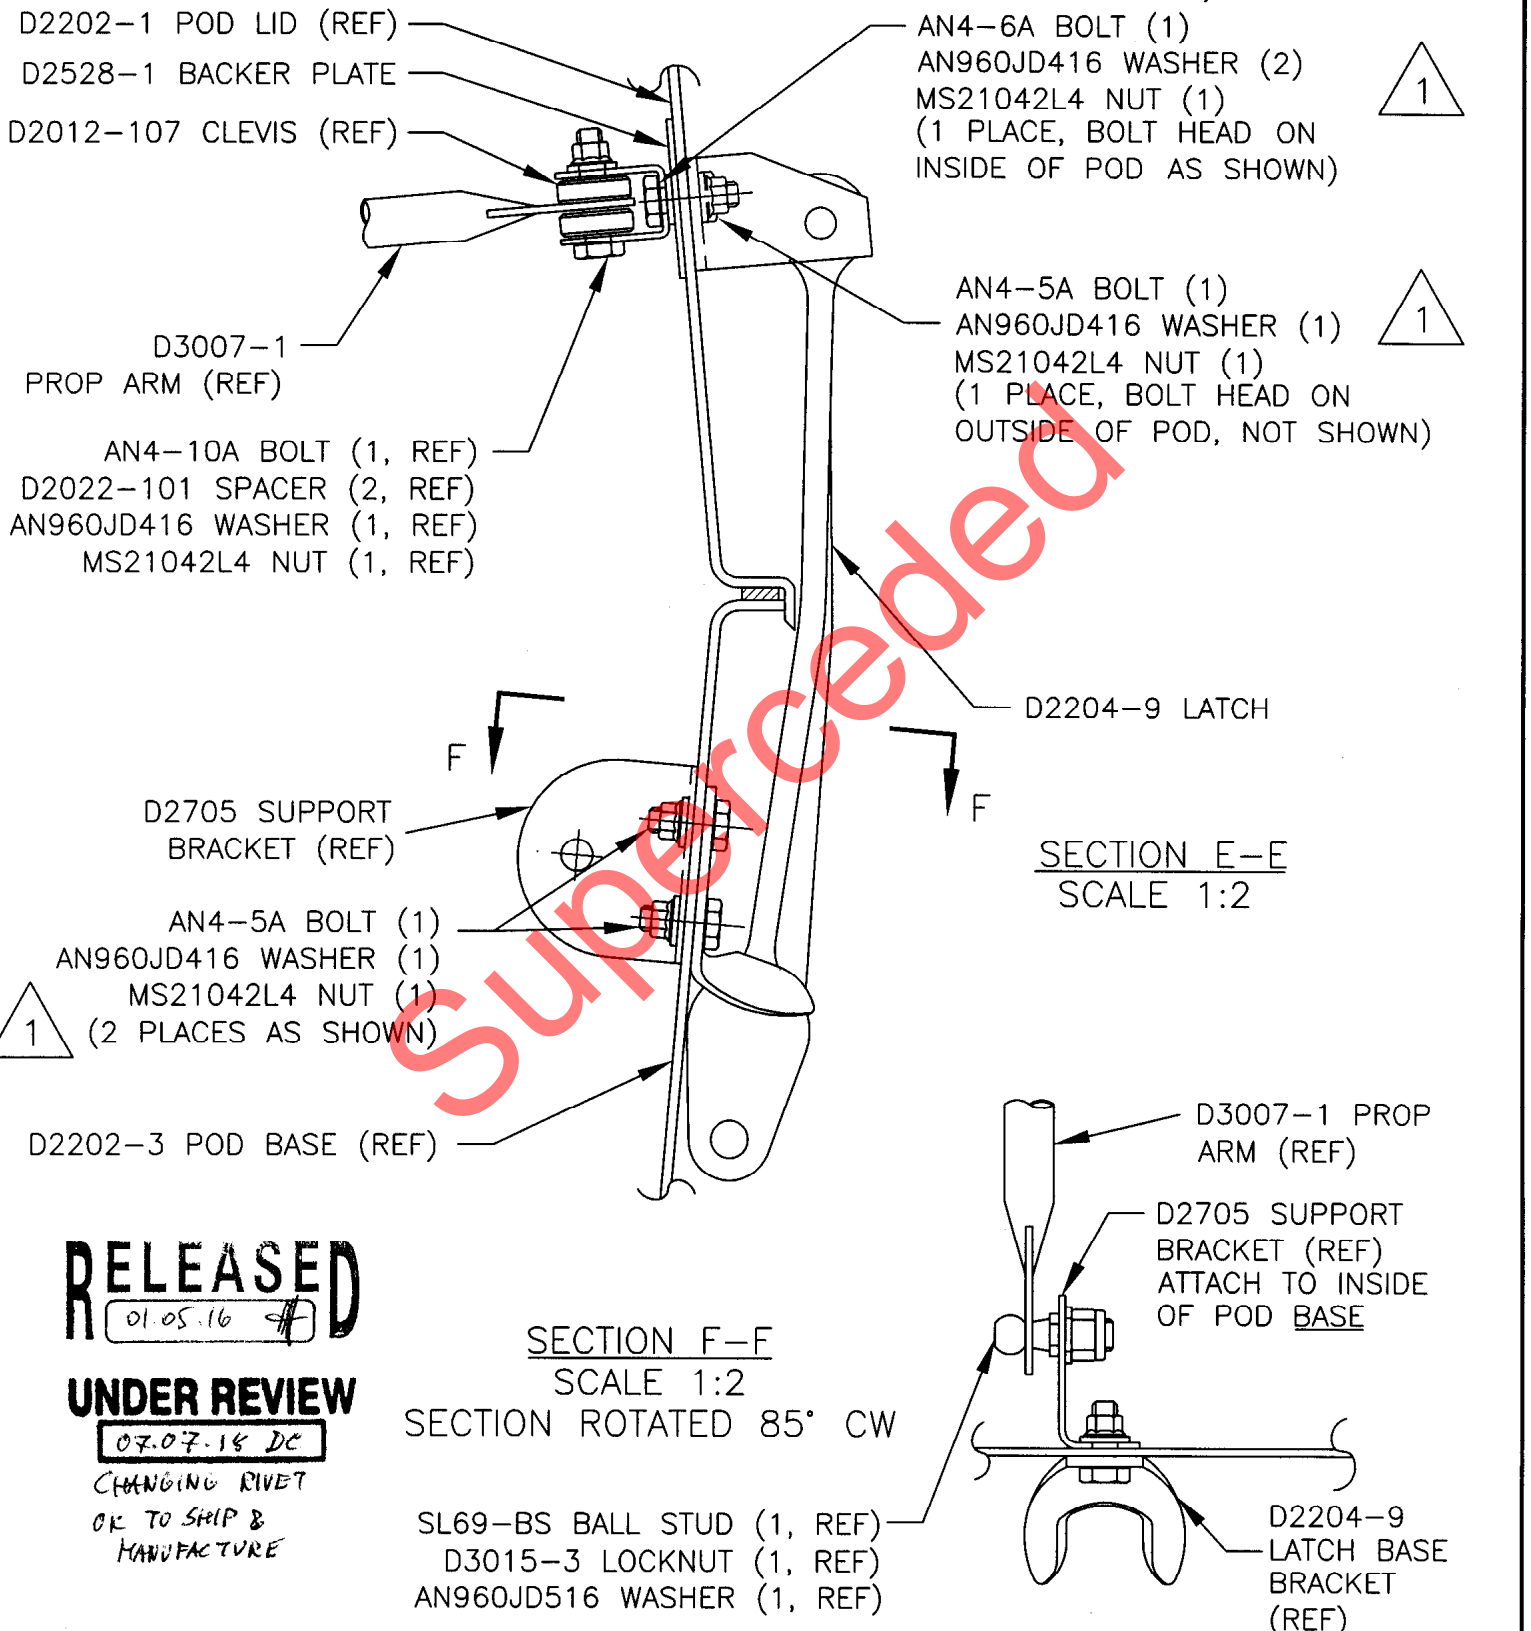 D2202-1 POD LID (REF)
D2528-1 BACKER PLATE
D2012-107 CLEVIS (REF)
D3007-1
PROP ARM (REF)
AN4-10A BOLT (1, REF)
D2022-101 SPACER (2, REF)
AN960JD416 WASHER (1, REF)
MS21042L4 NUT (1, REF)
AN4-6A BOLT (1)
AN960JD416 WASHER (2)
MS21042L4 NUT (1)
(1 PLACE, BOLT HEAD ON
INSIDE OF POD AS SHOWN)
1
AN4-5A BOLT (1)
AN960JD416 WASHER (1)
MS21042L4 NUT (1)
(1 PLACE, BOLT HEAD ON
OUTSIDE OF POD, NOT SHOWN)
1
D2204-9 LATCH
F
F
SECTION E-E
SCALE 1:2
D2705 SUPPORT
BRACKET (REF)
AN4-5A BOLT (1)
AN960JD416 WASHER (1)
MS21042L4 NUT (1)
(2 PLACES AS SHOWN)
1
D2202-3 POD BASE (REF)
Superceded
D3007-1 PROP
ARM (REF)
D2705 SUPPORT
BRACKET (REF)
ATTACH TO INSIDE
OF POD BASE
RELEASED
01.05.16
UNDER REVIEW
07.07.18 DC
CHANGING RIVET
OK TO SHIP &
MANUFACTURE
SECTION F-F
SCALE 1:2
SECTION ROTATED 85° CW
SL69-BS BALL STUD (1, REF)
D3015-3 LOCKNUT (1, REF)
AN960JD516 WASHER (1, REF)
D2204-9
LATCH BASE
BRACKET
(REF)